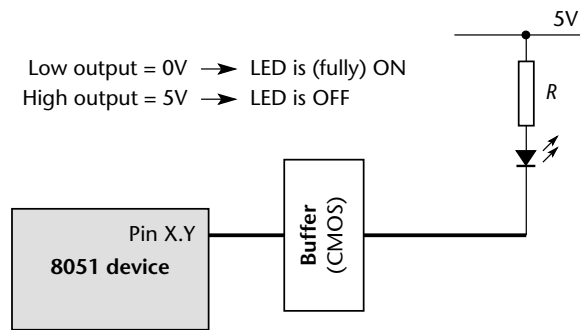 5V
Low output = 0V → LED is (fully) ON
High output = 5V → LED is OFF
R
Buffer
(CMOS)
Pin X.Y
8051 device